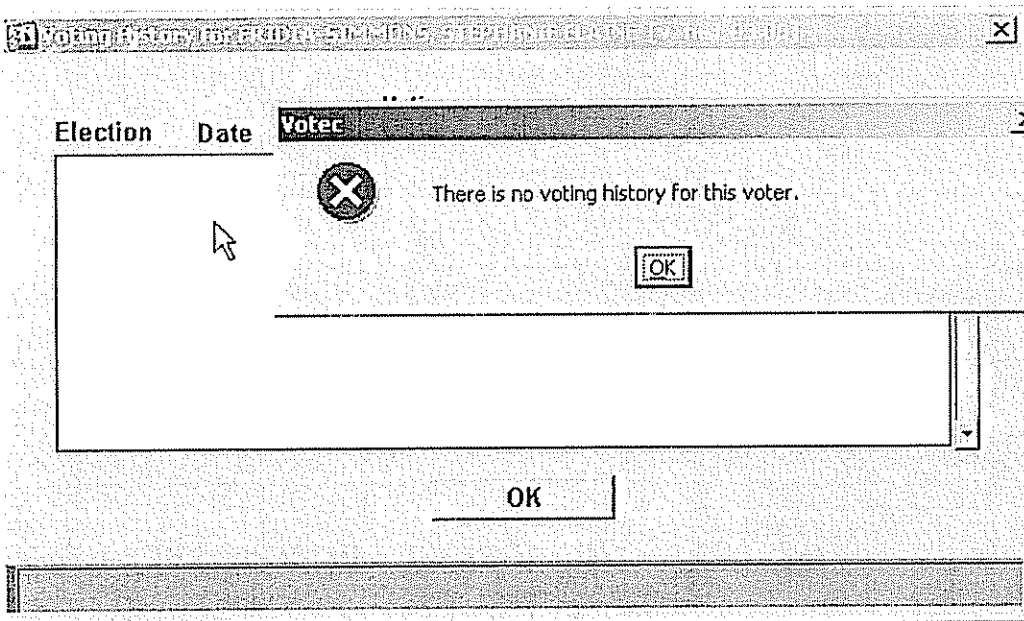 Voting History for
Election Date
Votec
There is no voting history for this voter.
OK
OK